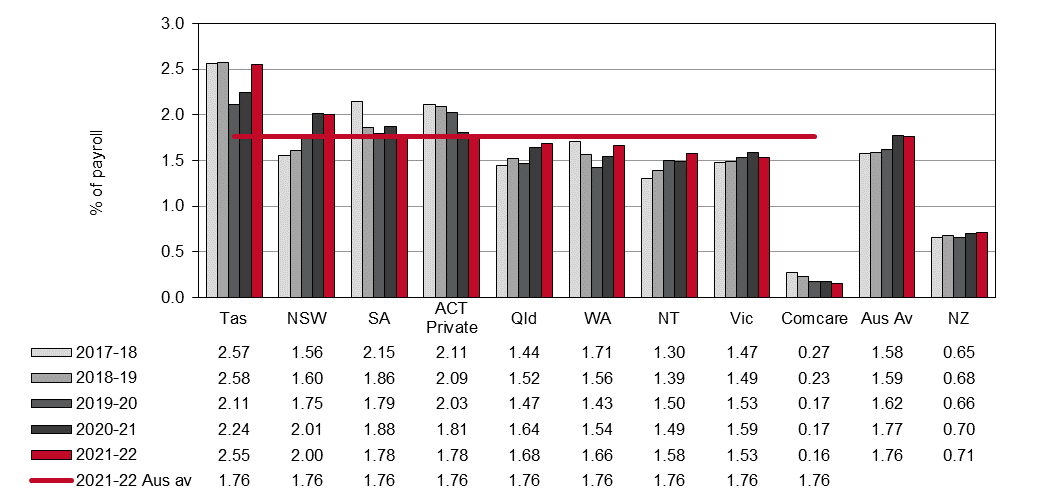 3.0
2.5
2.0
1.5
1.0
0.5
0.0
% of payroll
Tas NSW SA ACT Private Qld WA NT Vic Comcare Aus Av NZ
2017-18 2.57 1.56 2.15 2.11 1.44 1.71 1.30 1.47 0.27 1.58 0.65
2018-19 2.58 1.60 1.86 2.09 1.52 1.56 1.39 1.49 0.23 1.59 0.68
2019-20 2.11 1.75 1.79 2.03 1.47 1.43 1.50 1.53 0.17 1.62 0.66
2020-21 2.24 2.01 1.88 1.81 1.64 1.54 1.49 1.59 0.17 1.77 0.70
2021-22 2.55 2.00 1.78 1.78 1.68 1.66 1.58 1.53 0.16 1.76 0.71
2021-22 Aus av 1.76 1.76 1.76 1.76 1.76 1.76 1.76 1.76 1.76